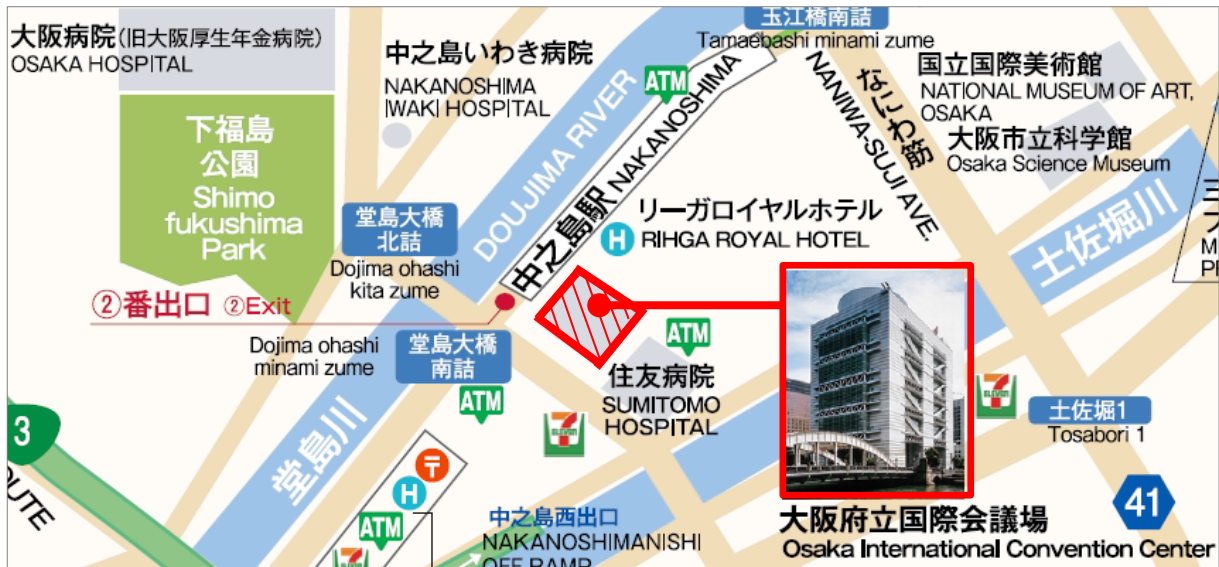 大阪病院(旧大阪厚生年金病院)
OSAKA HOSPITAL
下福島
公園
Shimo
fukushima
Park
中之島いわき病院
NAKANOSHIMA
IWAKI HOSPITAL
玉江橋南詰
Tamaebashi minami zume
ATM
DOUJIMA RIVER
中之島駅 NAKANOSHIMA
なにわ筋
NANIWA-SUJI AVE.
国立国際美術館
NATIONAL MUSEUM OF ART,
OSAKA
大阪市立科学館
Osaka Science Museum
土佐堀川
リーガロイヤルホテル
H RIHGA ROYAL HOTEL
堂島大橋
北詰
Dojima ohashi
kita zume
②番出口 ②Exit
Dojima ohashi
minami zume
堂島大橋
南詰
ATM
ATM
住友病院
SUMITOMO
HOSPITAL
7 ELEVEN
7 ELEVEN
土佐堀1
Tosabori 1
41
3
堂島川
〒
H
ATM
7
中之島西出口
NAKANOSHIMANISHI
OFF RAMP
大阪府立国際会議場
Osaka International Convention Center